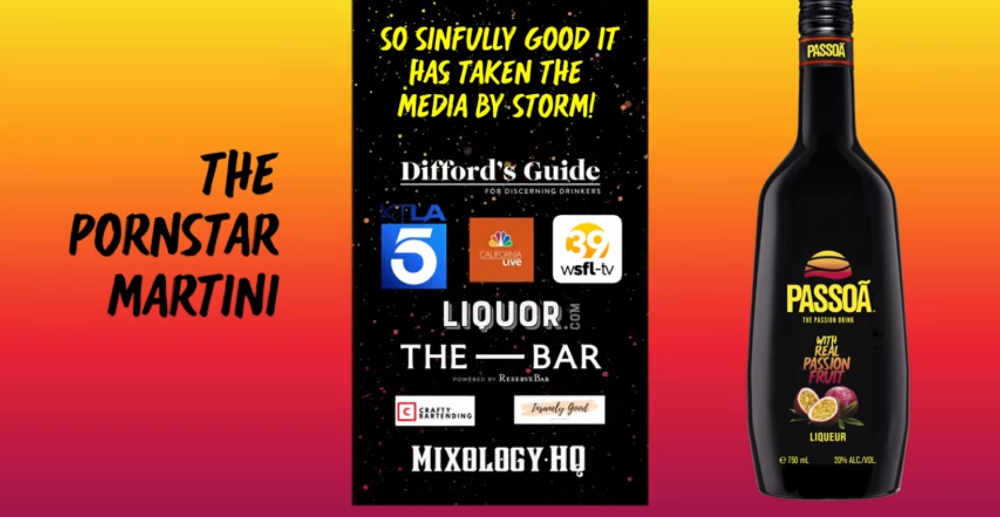 THE
PORNSTAR
MARTINI
SO SINFULLY GOOD IT
HAS TAKEN THE
MEDIA BY STORM!
Difford's Guide
FOR DISCERNING DRINKERS
KTLA
5
CALIFORNIA
LIVE
39
wsfl-tv
LIQUOR.COM
THE — BAR
POWERED BY RESERVEBAR
C CRAFTY
BARTENDING
Insanely Good
MIXOLOGY·HQ
PASSOÃ
PASSOÃ
THE PASSION DRINK
WITH
REAL
PASSION
FRUIT
LIQUEUR
e 750 mL 20% ALC./VOL.